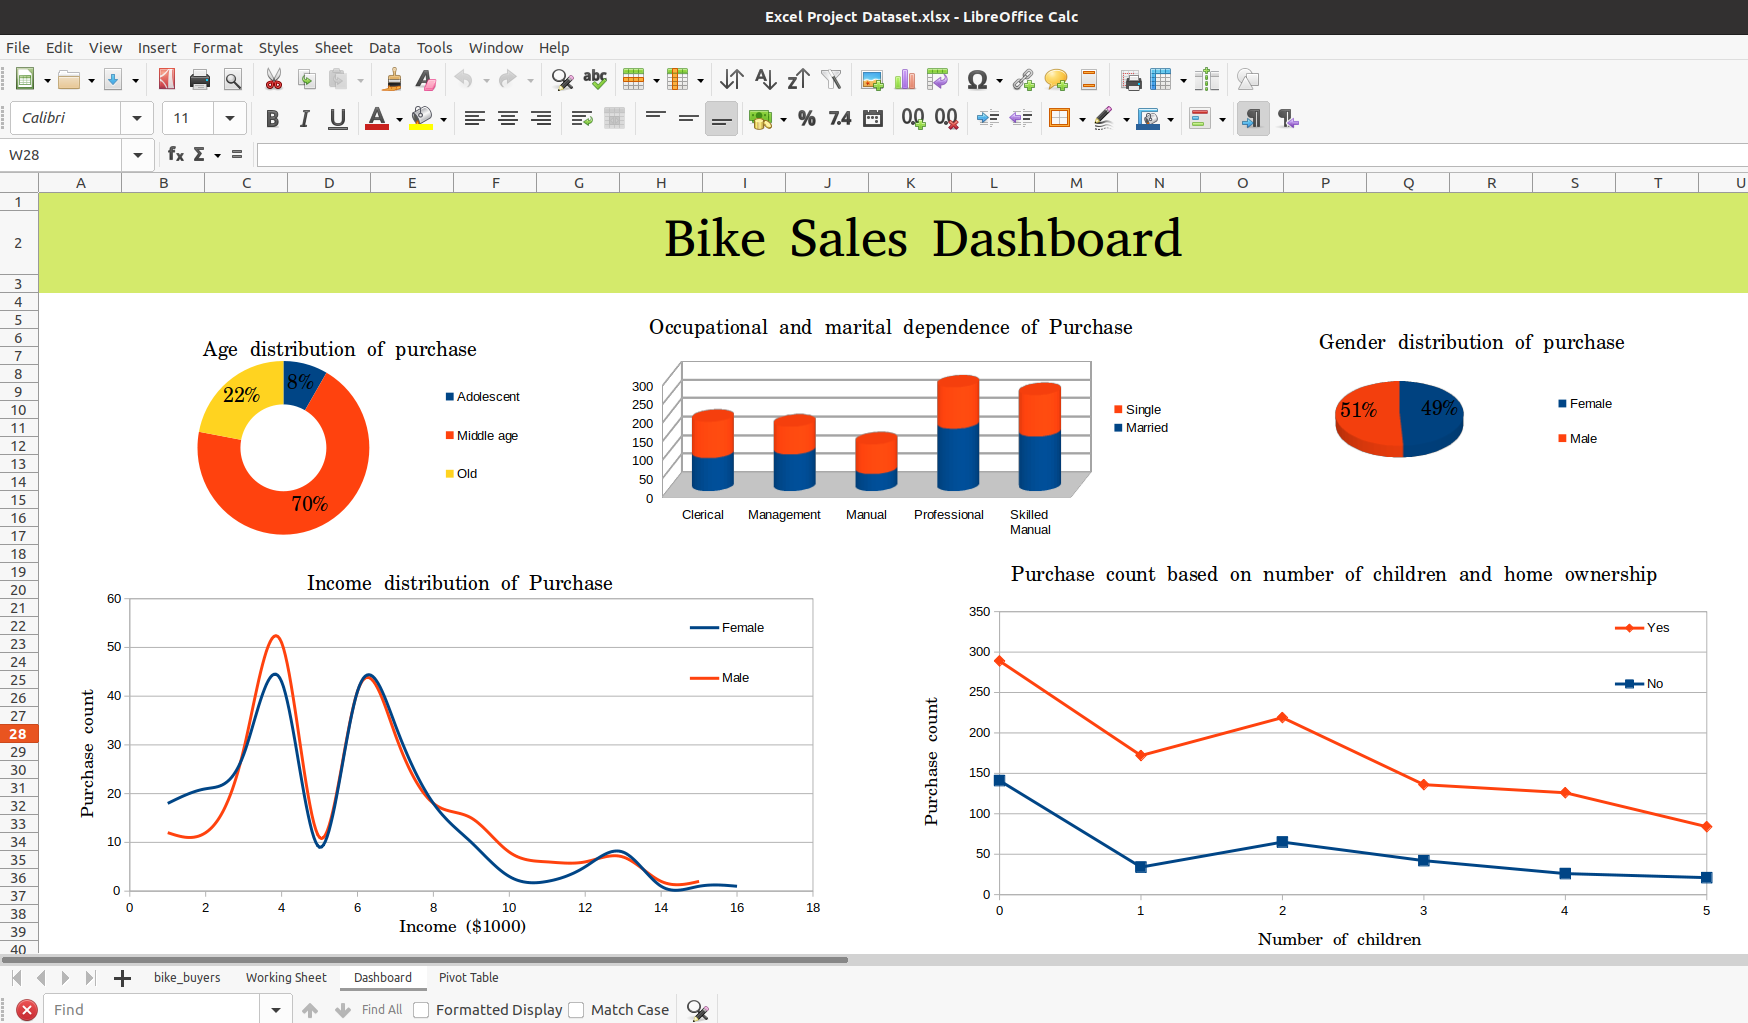 Excel Project Dataset.xlsx - LibreOffice Calc
File Edit View Insert Format Styles Sheet Data Tools Window Help
Calibri 11
W28
A B C D E F G H I J K L M N O P Q R S T U
1
2
3
4
5
6
7
8
9
10
11
12
13
14
15
16
17
18
19
20
21
22
23
24
25
26
27
28
29
30
31
32
33
34
35
36
37
38
39
40
Bike Sales Dashboard
Age distribution of purchase
8%
22%
70%
Adolescent
Middle age
Old
Occupational and marital dependence of Purchase
300
250
200
150
100
50
0
Clerical Management Manual Professional Skilled
Manual
Single
Married
Gender distribution of purchase
51% 49%
Female
Male
Income distribution of Purchase
60
50
40
30
20
10
0
0 2 4 6 8 10 12 14 16 18
Purchase count
Income ($1000)
Female
Male
Purchase count based on number of children and home ownership
350
300
250
200
150
100
50
0
0 1 2 3 4 5
Purchase count
Number of children
Yes
No
bike_buyers Working Sheet Dashboard Pivot Table
Find Find All Formatted Display Match Case